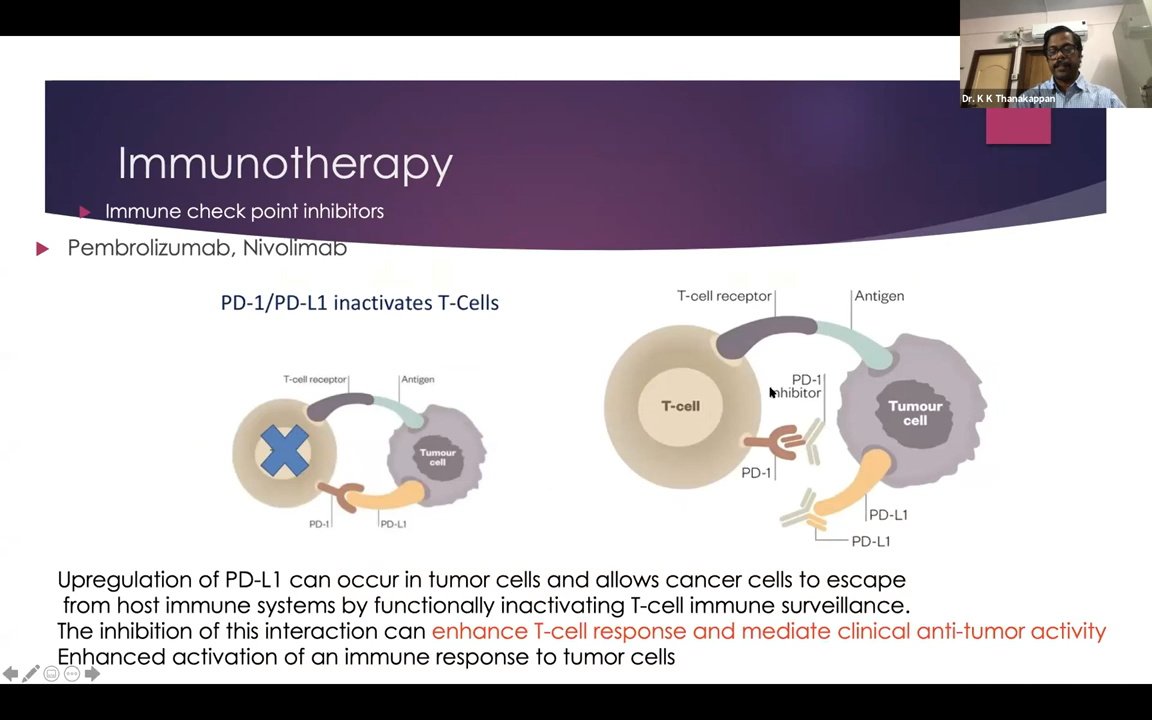 Dr. K K Thanakappan
Immunotherapy
Immune check point inhibitors
Pembrolizumab, Nivolimab
PD-1/PD-L1 inactivates T-Cells
T-cell receptor
Antigen
Tumour
cell
PD-1
PD-L1
T-cell receptor
Antigen
T-cell
PD-1
inhibitor
Tumour
cell
PD-1
PD-L1
PD-L1
Upregulation of PD-L1 can occur in tumor cells and allows cancer cells to escape
from host immune systems by functionally inactivating T-cell immune surveillance.
The inhibition of this interaction can enhance T-cell response and mediate clinical anti-tumor activity
Enhanced activation of an immune response to tumor cells